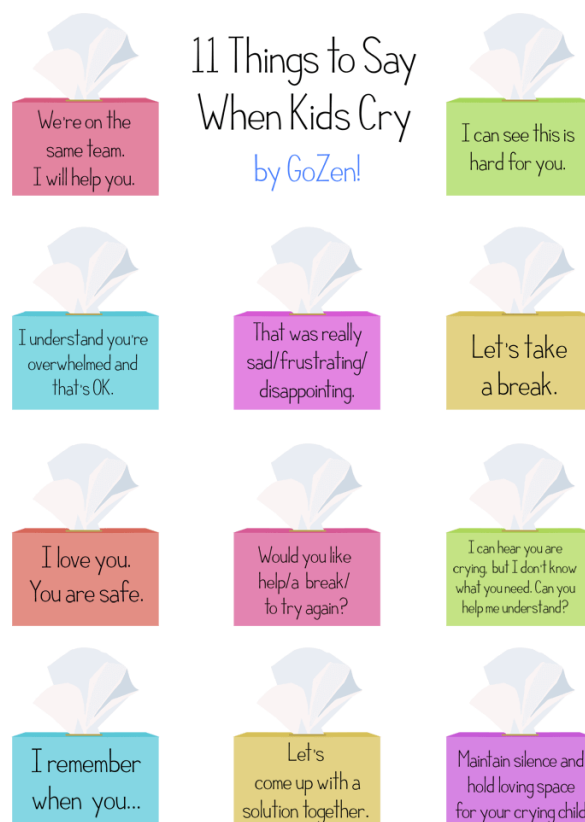 11 Things to Say
When Kids Cry
by GoZen!
We're on the
same team.
I will help you.
I can see this is
hard for you.
I understand you're
overwhelmed and
that's OK.
That was really
sad/frustrating/
disappointing.
Let's take
a break.
I love you.
You are safe.
Would you like
help/a break/
to try again?
I can hear you are
crying, but I don't know
what you need. Can you
help me understand?
I remember
when you...
Let's
come up with a
solution together.
Maintain silence and
hold loving space
for your crying child